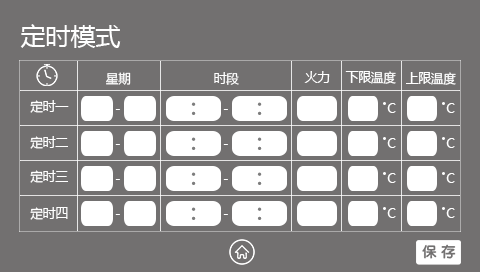 定时模式
星期 时段 火力 下限温度 上限温度
定时一 - : - : ℃ ℃
定时二 - : - : ℃ ℃
定时三 - : - : ℃ ℃
定时四 - : - : ℃ ℃
保存